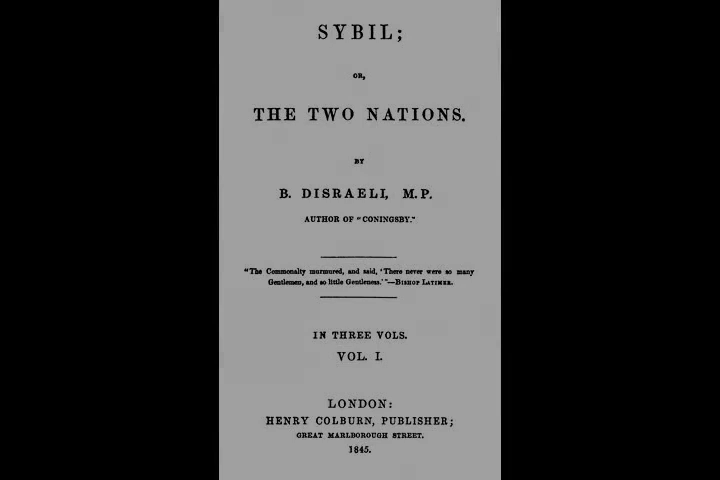 SYBIL;
OR,
THE TWO NATIONS.
BY
B. DISRAELI, M.P.
AUTHOR OF "CONINGSBY."
"The Commonalty murmured, and said, 'There never were so many
Gentlemen, and so little Gentleness.'"—BISHOP LATIMER.
IN THREE VOLS.
VOL. I.
LONDON:
HENRY COLBURN, PUBLISHER;
GREAT MARLBOROUGH STREET.
1845.